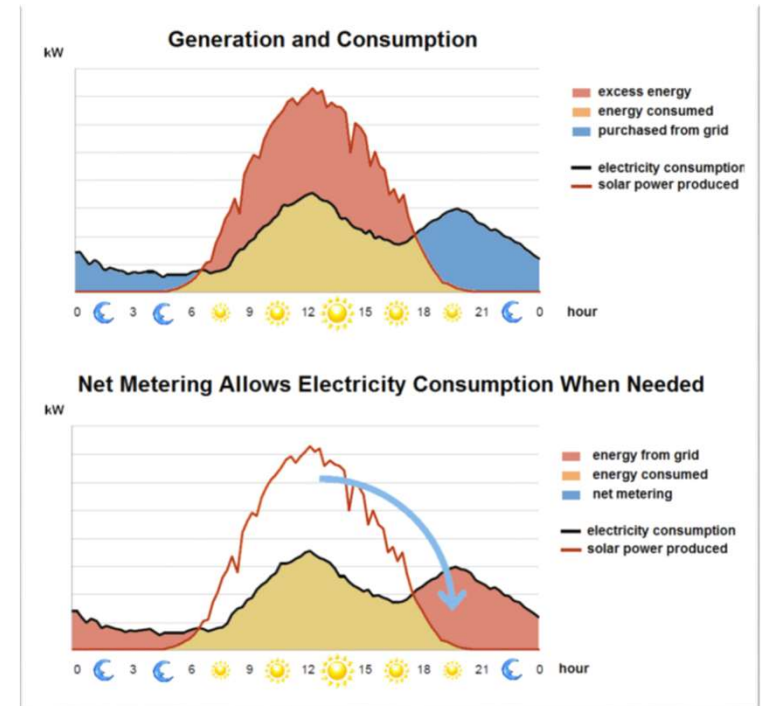 Generation and Consumption
kW
excess energy
energy consumed
purchased from grid
electricity consumption
solar power produced
0 3 6 9 12 15 18 21 0 hour
Net Metering Allows Electricity Consumption When Needed
kW
energy from grid
energy consumed
net metering
electricity consumption
solar power produced
0 3 6 9 12 15 18 21 0 hour